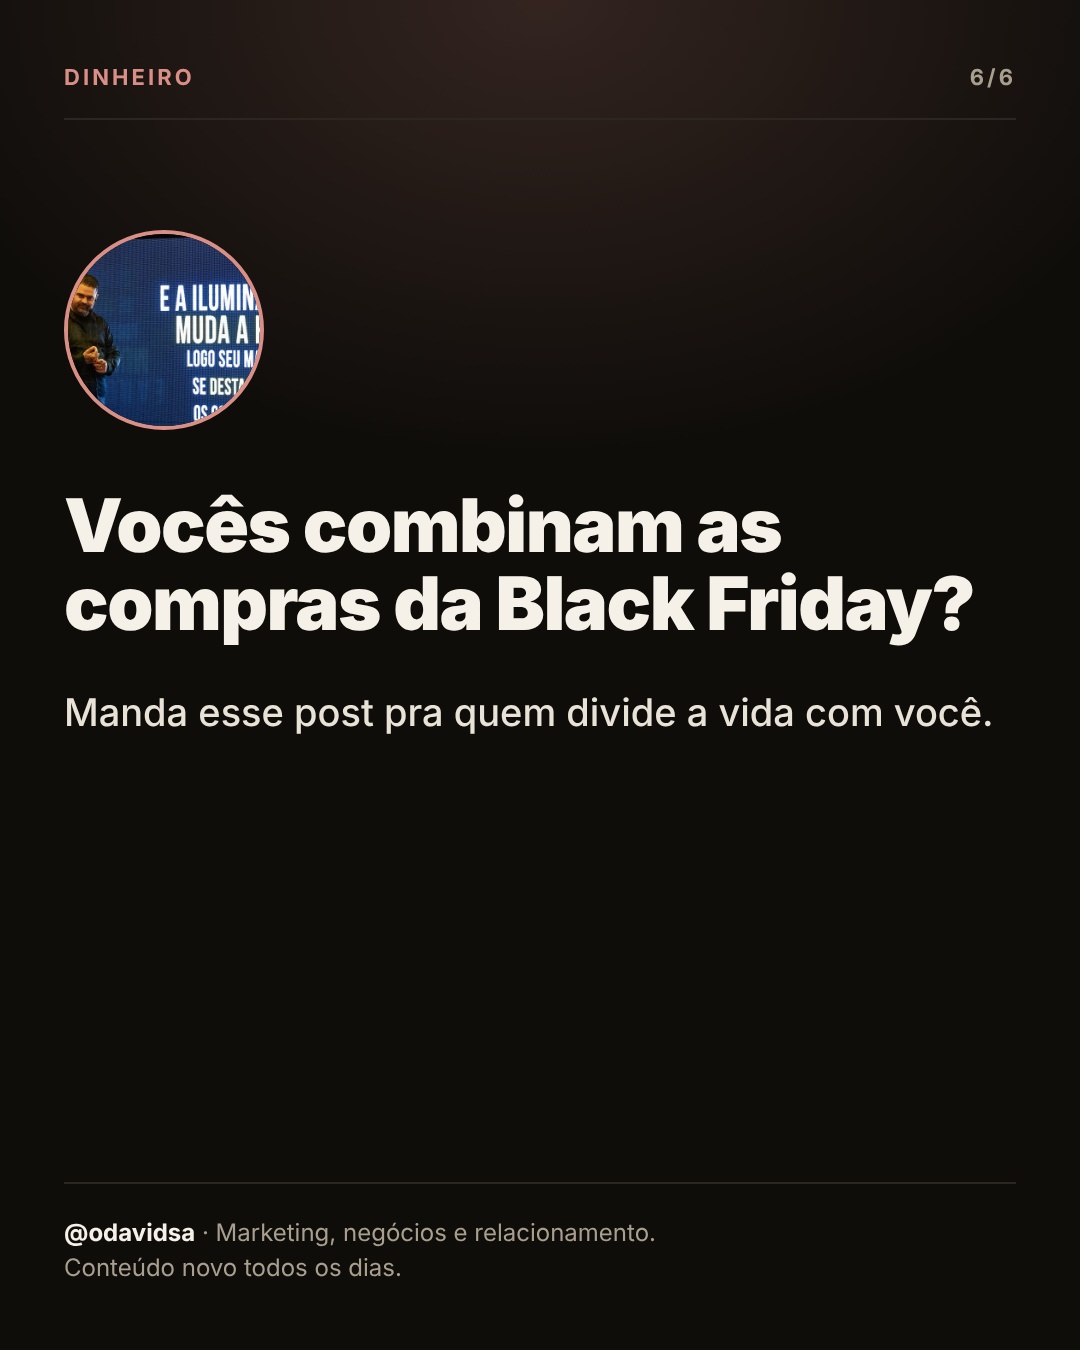 DINHEIRO
6/6
E A ILUMIN
MUDA A
LOGO SEU
SE DEST
Vocês combinam as
compras da Black Friday?
Manda esse post pra quem divide a vida com você.
@odavidsa · Marketing, negócios e relacionamento.
Conteúdo novo todos os dias.